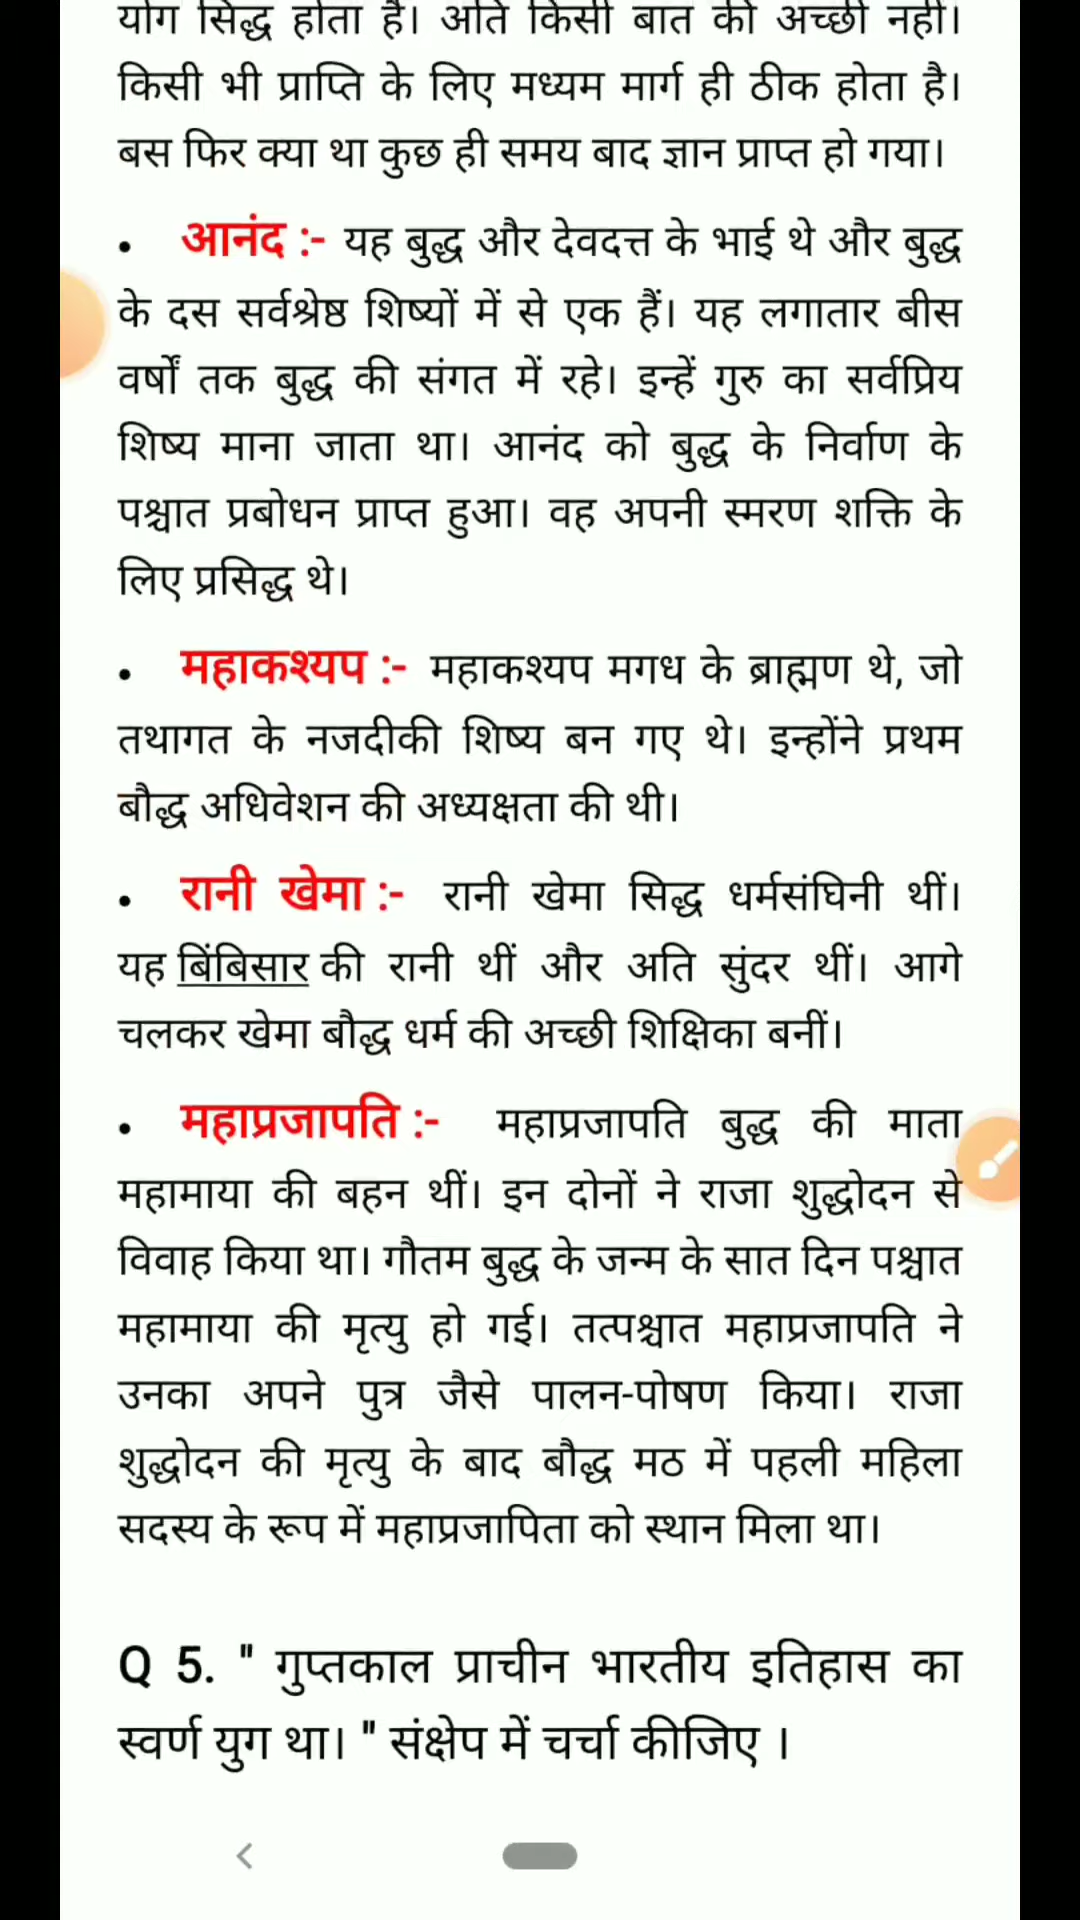 योग सिद्ध होता है। अति किसी बात की अच्छी नहीं।
किसी भी प्राप्ति के लिए मध्यम मार्ग ही ठीक होता है।
बस फिर क्या था कुछ ही समय बाद ज्ञान प्राप्त हो गया।
• आनंद :- यह बुद्ध और देवदत्त के भाई थे और बुद्ध
के दस सर्वश्रेष्ठ शिष्यों में से एक हैं। यह लगातार बीस
वर्षों तक बुद्ध की संगत में रहे। इन्हें गुरु का सर्वप्रिय
शिष्य माना जाता था। आनंद को बुद्ध के निर्वाण के
पश्चात प्रबोधन प्राप्त हुआ। वह अपनी स्मरण शक्ति के
लिए प्रसिद्ध थे।
• महाकश्यप :- महाकश्यप मगध के ब्राह्मण थे, जो
तथागत के नजदीकी शिष्य बन गए थे। इन्होंने प्रथम
बौद्ध अधिवेशन की अध्यक्षता की थी।
• रानी खेमा :- रानी खेमा सिद्ध धर्मसंघिनी थीं।
यह बिंबिसार की रानी थीं और अति सुंदर थीं। आगे
चलकर खेमा बौद्ध धर्म की अच्छी शिक्षिका बनीं।
• महाप्रजापति :- महाप्रजापति बुद्ध की माता
महामाया की बहन थीं। इन दोनों ने राजा शुद्धोदन से
विवाह किया था। गौतम बुद्ध के जन्म के सात दिन पश्चात
महामाया की मृत्यु हो गई। तत्पश्चात महाप्रजापति ने
उनका अपने पुत्र जैसे पालन-पोषण किया। राजा
शुद्धोदन की मृत्यु के बाद बौद्ध मठ में पहली महिला
सदस्य के रूप में महाप्रजापिता को स्थान मिला था।
Q 5. " गुप्तकाल प्राचीन भारतीय इतिहास का
स्वर्ण युग था। " संक्षेप में चर्चा कीजिए ।